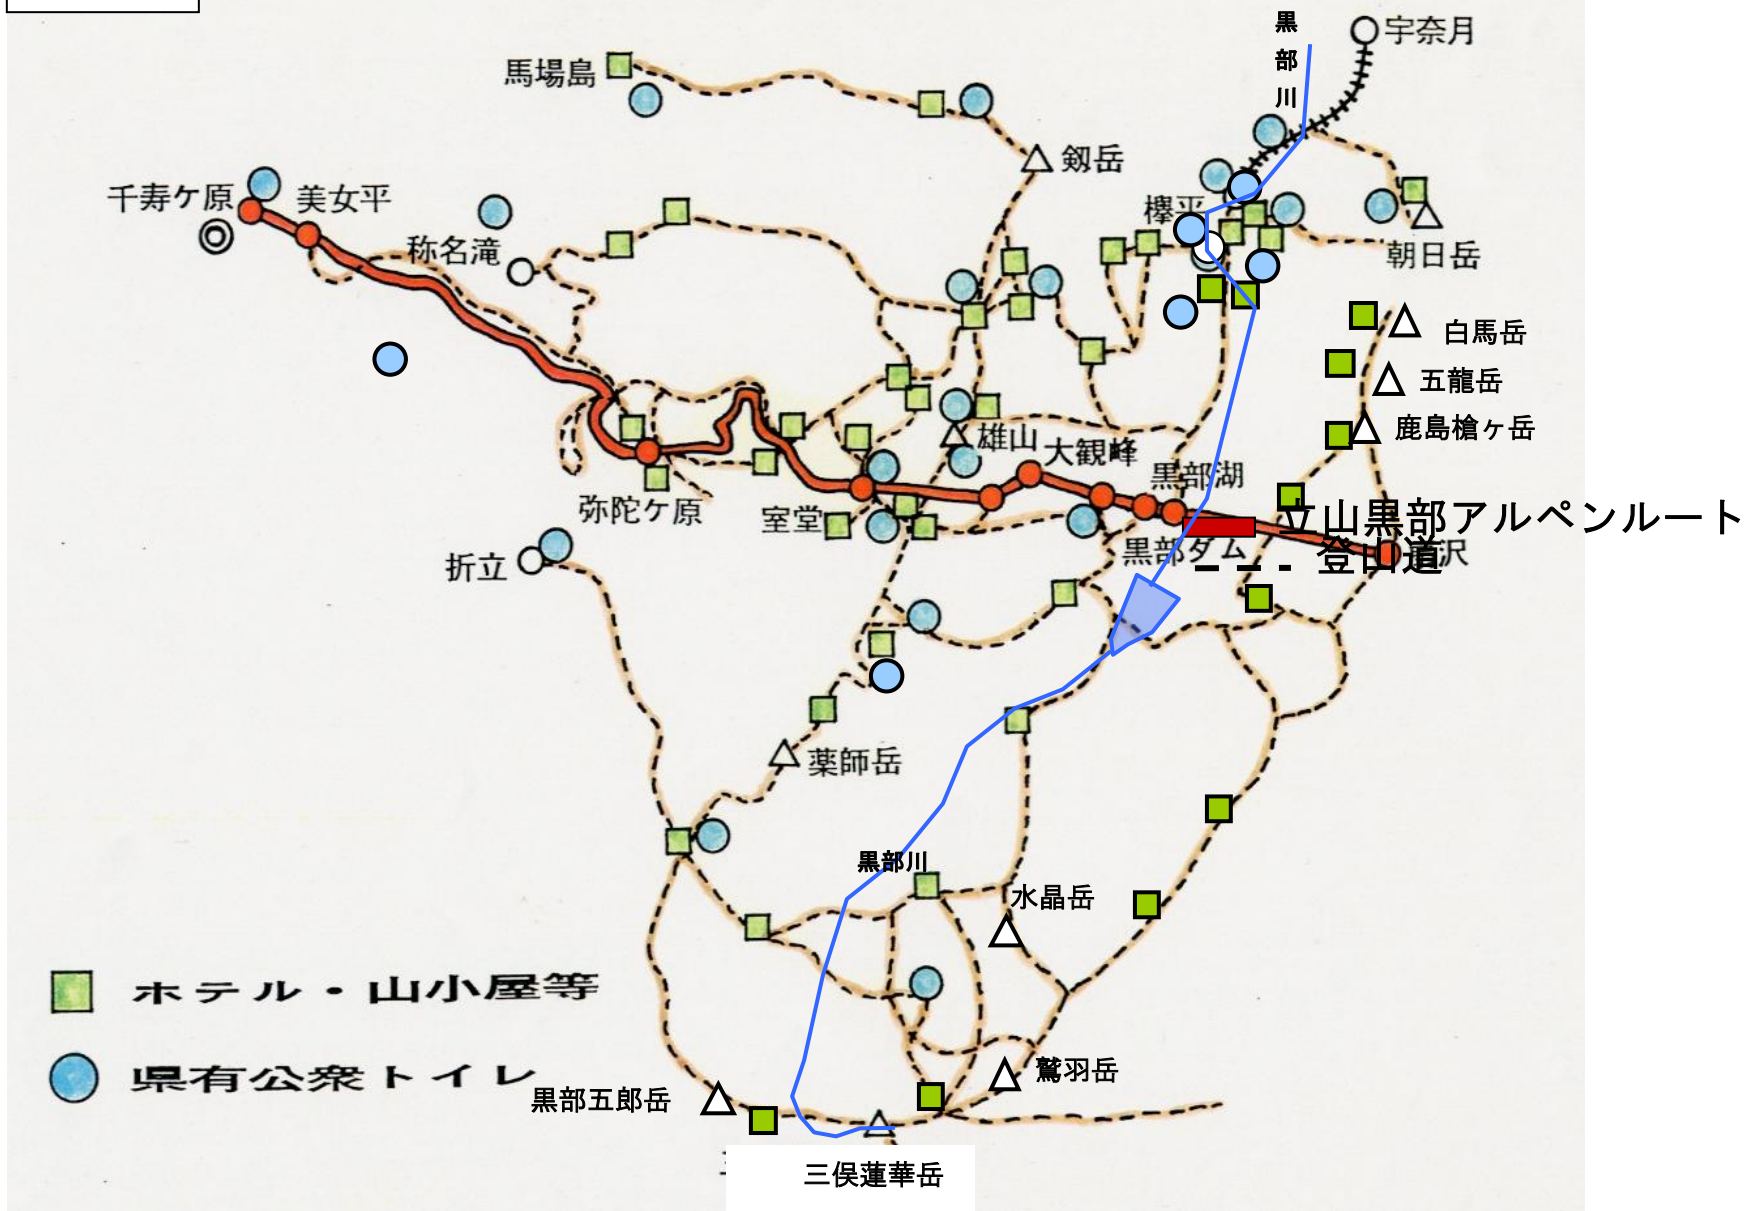 黒部川
宇奈月
馬場島
剱岳
千寿ケ原
美女平
欅平
称名滝
朝日岳
白馬岳
五龍岳
鹿島槍ヶ岳
雄山
大観峰
黒部湖
弥陀ケ原
室堂
立山黒部アルペンルート
黒部ダム
登山道
沢
折立
薬師岳
黒部川
水晶岳
ホテル・山小屋等
県有公衆トイレ
鷲羽岳
黒部五郎岳
三俣蓮華岳